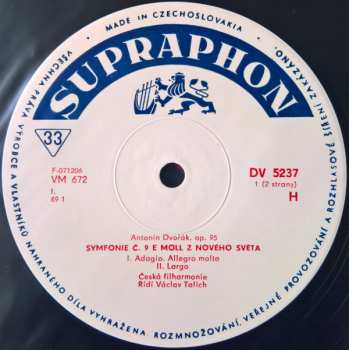 MADE IN CZECHOSLOVAKIA
VŠECHNA PRÁVA VÝROBCE A VLASTNÍKŮ NAHRANÉHO DÍLA VYHRAŽENA. ROZMNOŽOVÁNÍ, VEŘEJNÉ PROVOZOVÁNÍ A ROZHLASOVÉ ŠÍŘENÍ ZAKÁZÁNO.
SUPRAPHON
33
F-071206
VM 672
I.
69 1
DV 5237
1 (2 strany)
H
Antonín Dvořák, op. 95
SYMFONIE Č. 9 E MOLL Z NOVÉHO SVĚTA
I. Adagio. Allegro molto
II. Largo
Česká filharmonie
Řídí Václav Talich